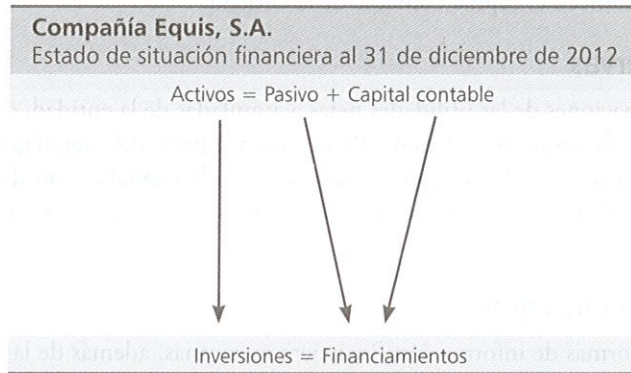 Compañía Equis, S.A.
Estado de situación financiera al 31 de diciembre de 2012
Activos = Pasivo + Capital contable
Inversiones = Financiamientos